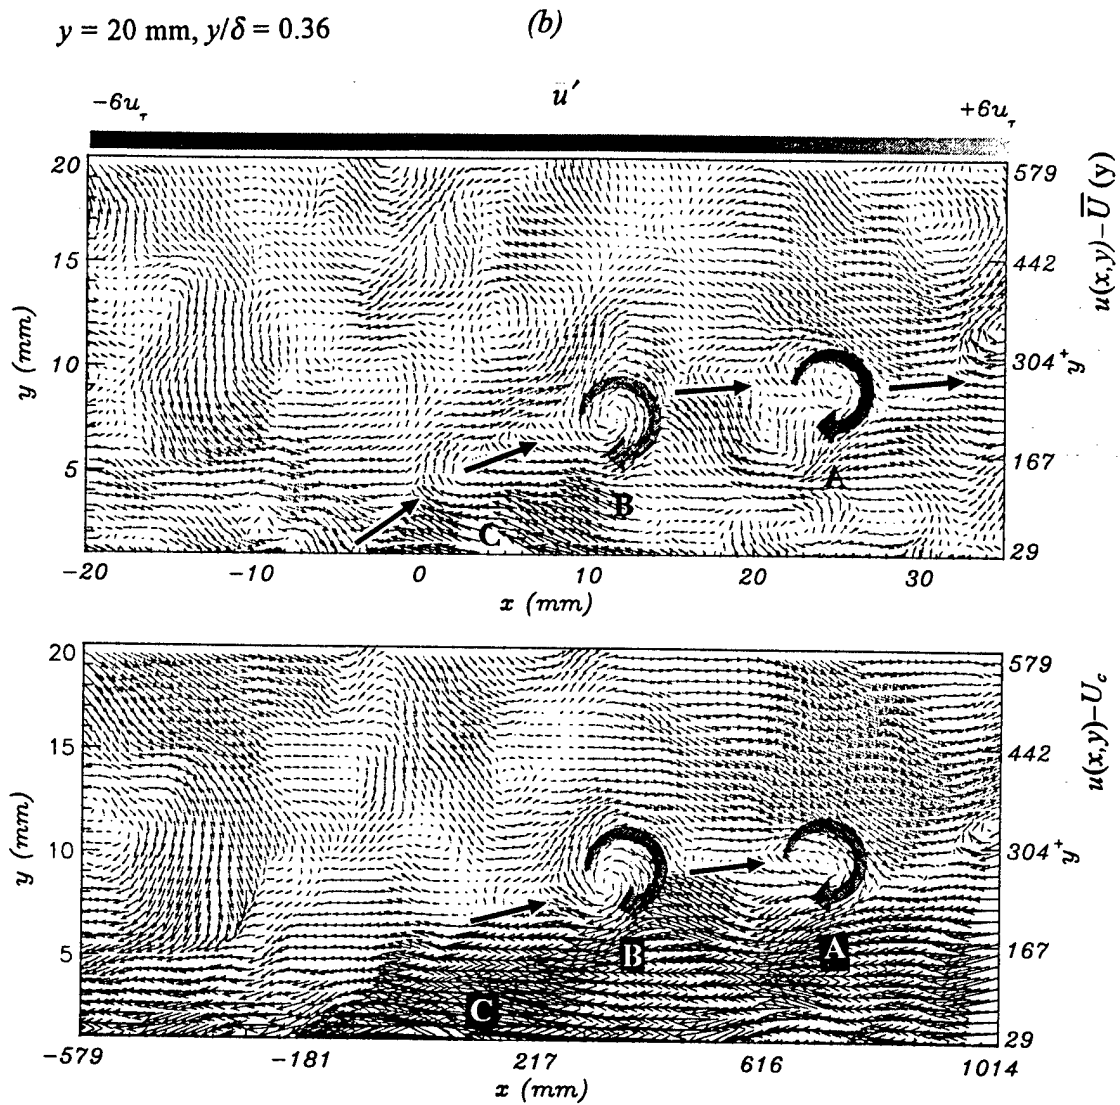 y = 20 mm, y/δ = 0.36
(b)
u′
−6u_τ
+6u_τ
20
15
10
5
y (mm)
579
442
304
167
29
y⁺
u(x,y) − U̅ (y)
A
B
C
−20
−10
0
10
20
30
x (mm)
20
15
10
5
y (mm)
579
442
304
167
29
y⁺
u(x,y)−U_c
B
A
C
−579
−181
217
616
1014
x (mm)